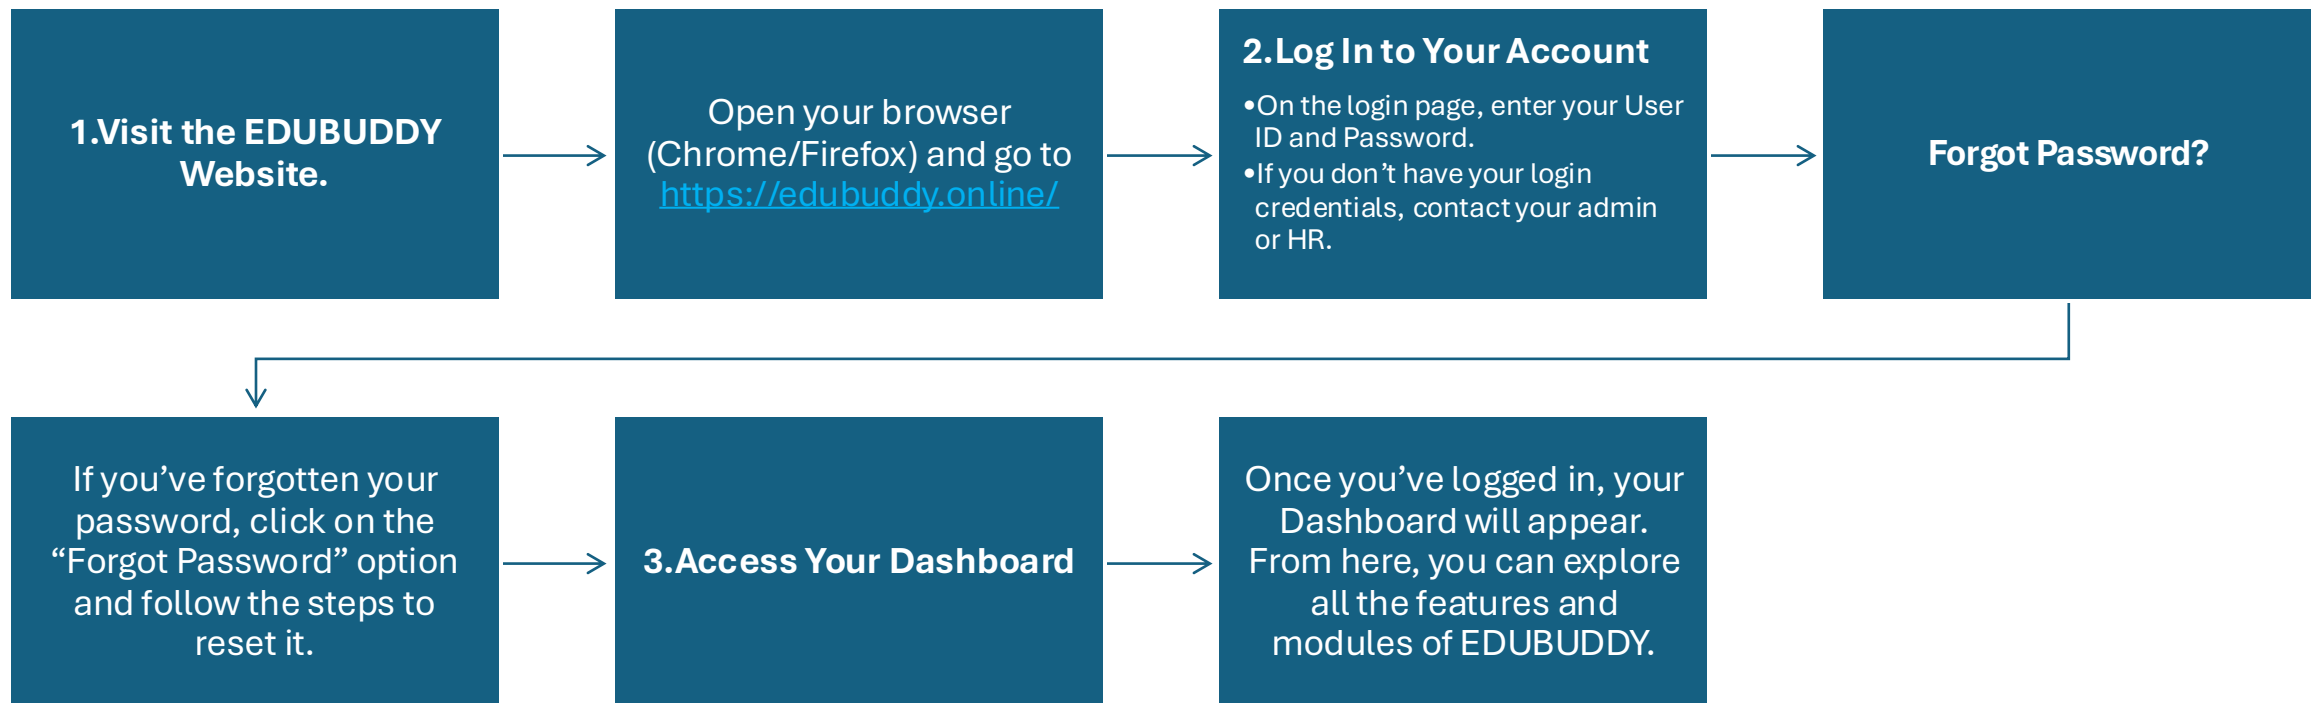 1.Visit the EDUBUDDY
Website.
Open your browser
(Chrome/Firefox) and go to
https://edubuddy.online/
2.Log In to Your Account
•On the login page, enter your User
ID and Password.
•If you don’t have your login
credentials, contact your admin
or HR.
Forgot Password?
If you’ve forgotten your
password, click on the
“Forgot Password” option
and follow the steps to
reset it.
3.Access Your Dashboard
Once you’ve logged in, your
Dashboard will appear.
From here, you can explore
all the features and
modules of EDUBUDDY.